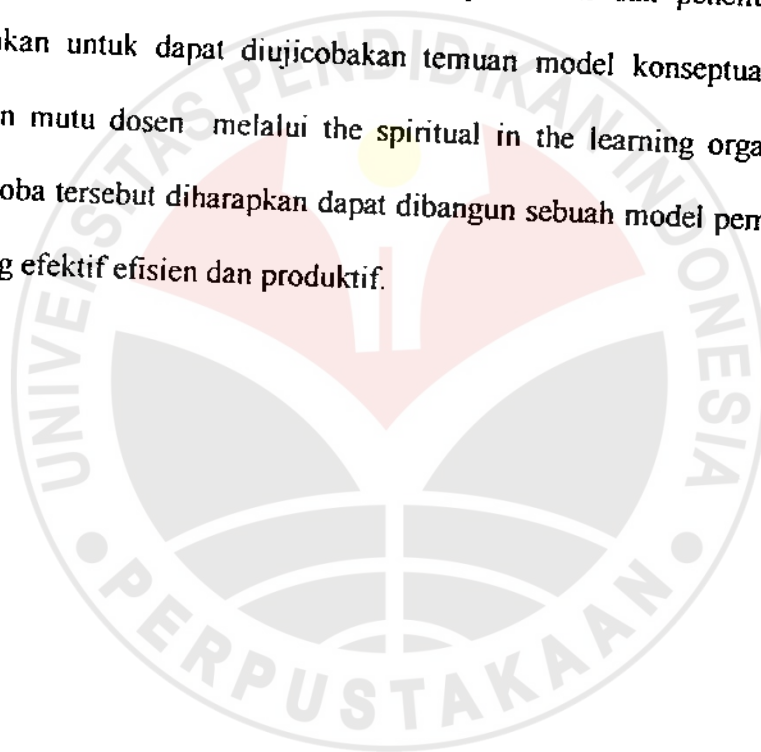 kan untuk dapat diujicobakan temuan model konseptua
n mutu dosen melalui the spiritual in the learning orga
oba tersebut diharapkan dapat dibangun sebuah model pem
g efektif efisien dan produktif.
UNIVERSITAS PENDIDIKAN INDONESIA
PERPUSTAKAAN